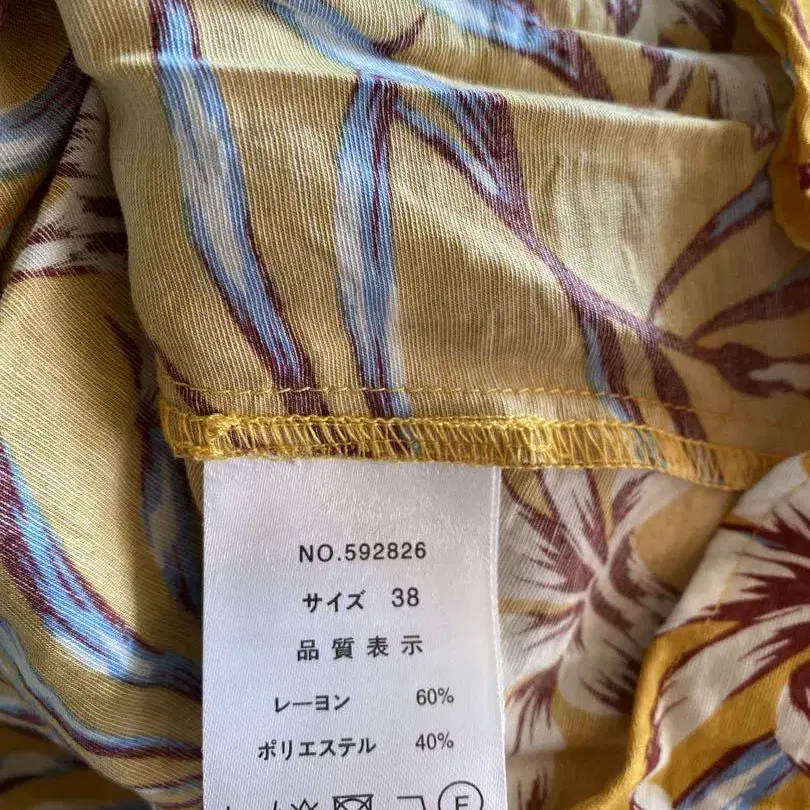 NO.592826
サイズ 38
品質表示
レーヨン 60%
ポリエステル 40%
F